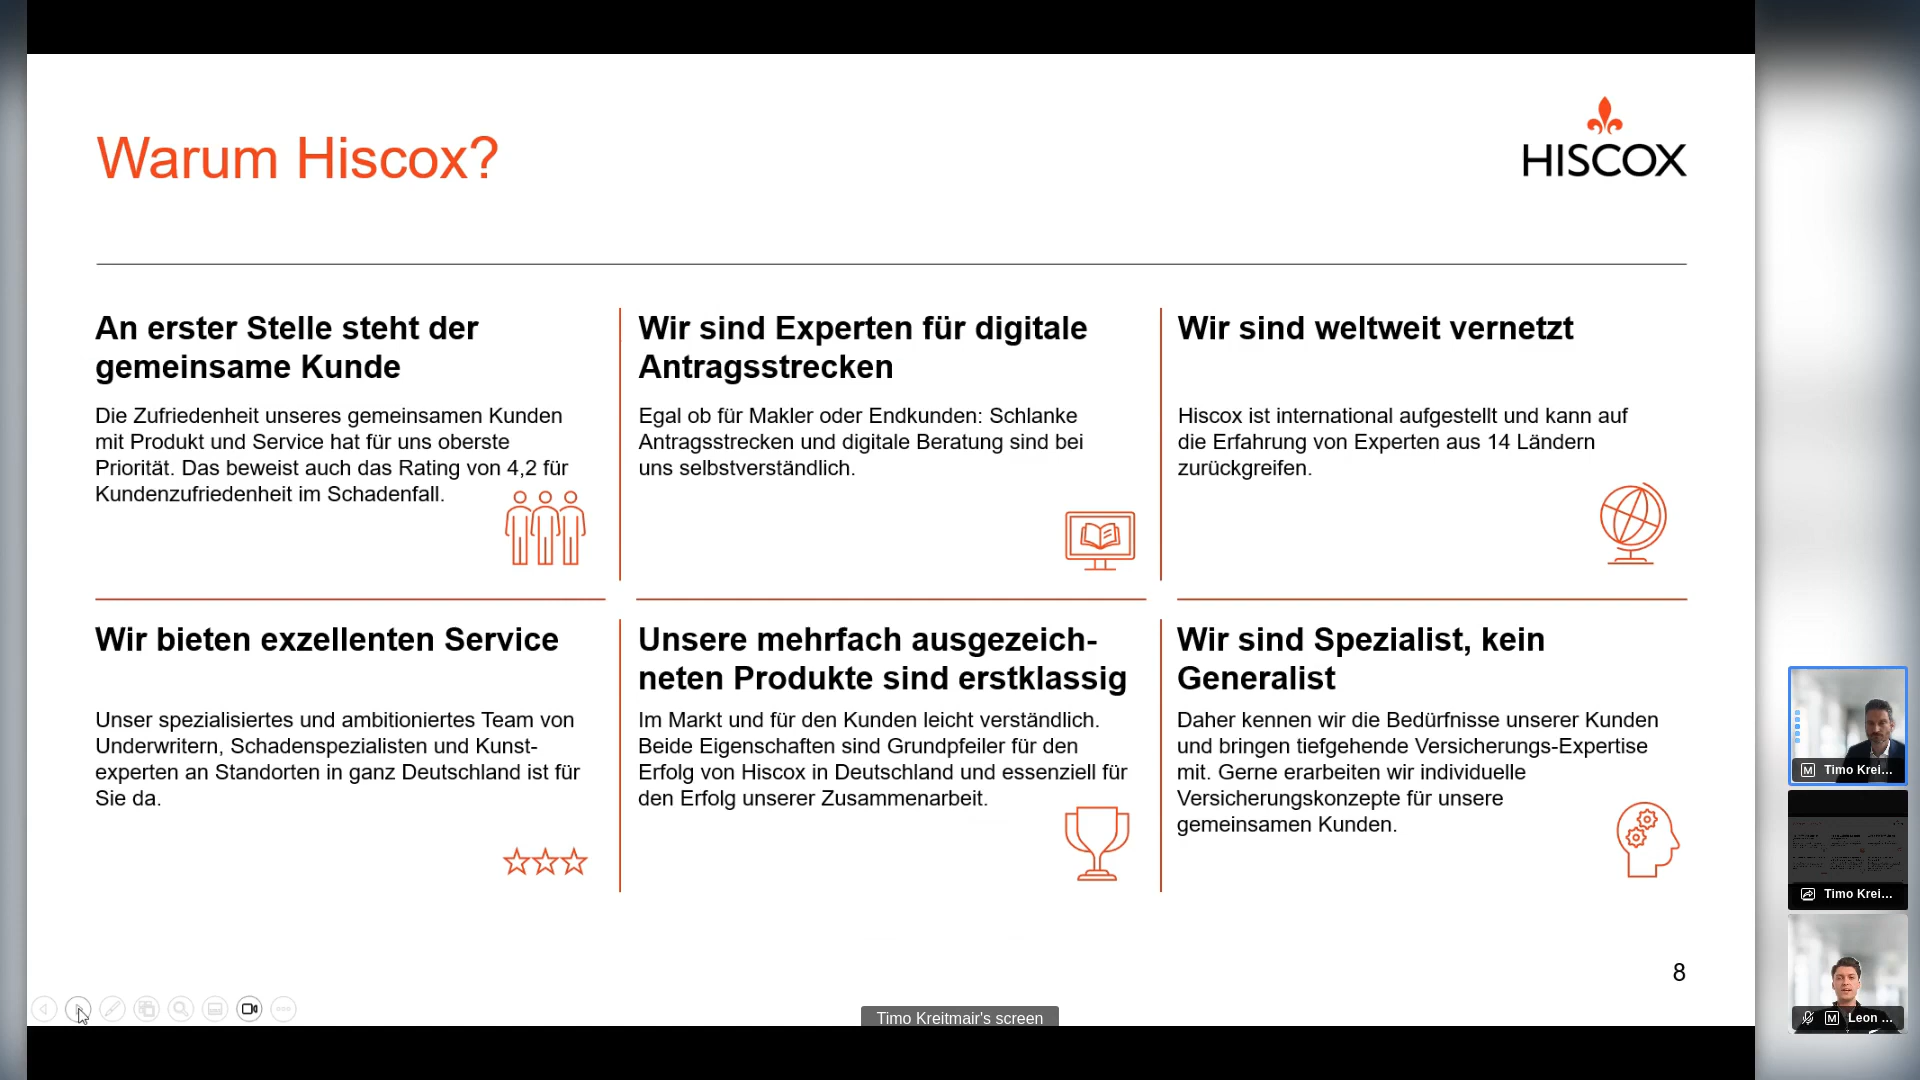 Warum Hiscox?
HISCOX
An erster Stelle steht der
gemeinsame Kunde
Die Zufriedenheit unseres gemeinsamen Kunden
mit Produkt und Service hat für uns oberste
Priorität. Das beweist auch das Rating von 4,2 für
Kundenzufriedenheit im Schadenfall.
Wir sind Experten für digitale
Antragsstrecken
Egal ob für Makler oder Endkunden: Schlanke
Antragsstrecken und digitale Beratung sind bei
uns selbstverständlich.
Wir sind weltweit vernetzt
Hiscox ist international aufgestellt und kann auf
die Erfahrung von Experten aus 14 Ländern
zurückgreifen.
Wir bieten exzellenten Service
Unser spezialisiertes und ambitioniertes Team von
Underwritern, Schadenspezialisten und Kunst-
experten an Standorten in ganz Deutschland ist für
Sie da.
Unsere mehrfach ausgezeich-
neten Produkte sind erstklassig
Im Markt und für den Kunden leicht verständlich.
Beide Eigenschaften sind Grundpfeiler für den
Erfolg von Hiscox in Deutschland und essenziell für
den Erfolg unserer Zusammenarbeit.
Wir sind Spezialist, kein
Generalist
Daher kennen wir die Bedürfnisse unserer Kunden
und bringen tiefgehende Versicherungs-Expertise
mit. Gerne erarbeiten wir individuelle
Versicherungskonzepte für unsere
gemeinsamen Kunden.
8
Timo Kreitmair's screen
M Timo Krei...
Timo Krei...
M Leon ...